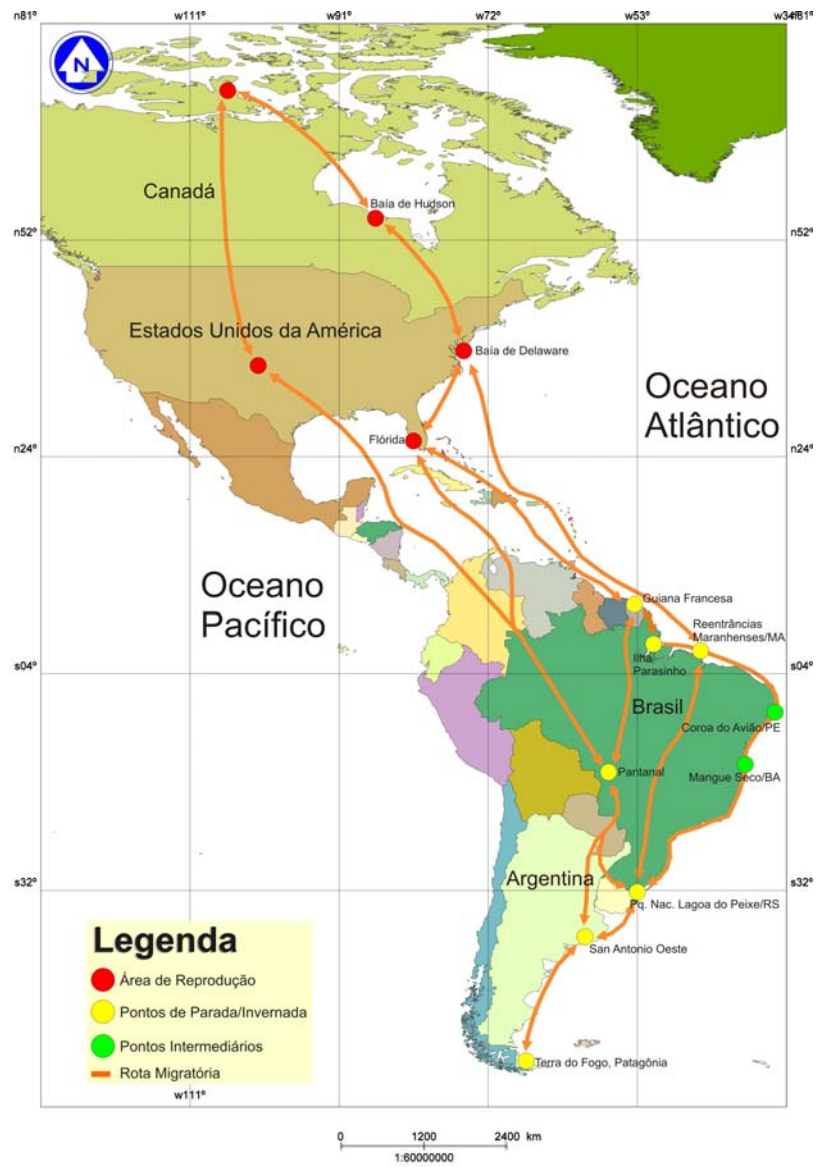 n81º
w111º
w91º
w72º
w53º
w34º
n81º
N
Canadá
Baía de Hudson
n52º
n52º
Estados Unidos da América
Baía de Delaware
Oceano
Atlântico
Flórida
n24º
n24º
Oceano
Pacífico
Guiana Francesa
Reentrâncias
Maranhenses/MA
Ilha
Parasinho
s04º
s04º
Brasil
Coroa do Avião/PE
Pantanal
Mangue Seco/BA
Argentina
s32º
s32º
Pq. Nac. Lagoa do Peixe/RS
San Antonio Oeste
Legenda
Área de Reprodução
Pontos de Parada/Invernada
Pontos Intermediários
Rota Migratória
Terra do Fogo, Patagônia
w111º
w91º
w72º
w53º
0 1200 2400 km
1:60000000